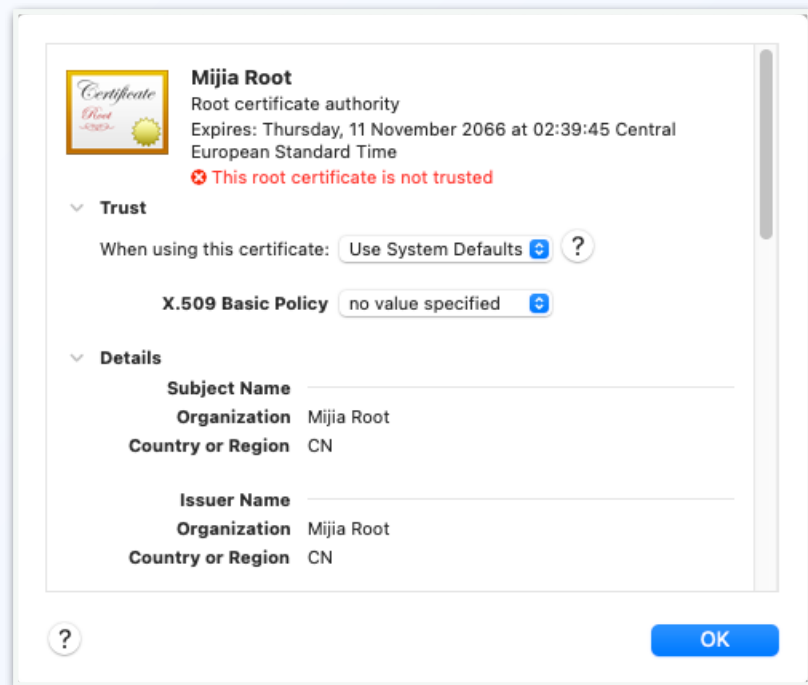 Certificate
Root
Mijia Root
Root certificate authority
Expires: Thursday, 11 November 2066 at 02:39:45 Central
European Standard Time
This root certificate is not trusted
Trust
When using this certificate: Use System Defaults ?
X.509 Basic Policy no value specified
Details
Subject Name
Organization Mijia Root
Country or Region CN
Issuer Name
Organization Mijia Root
Country or Region CN
? OK